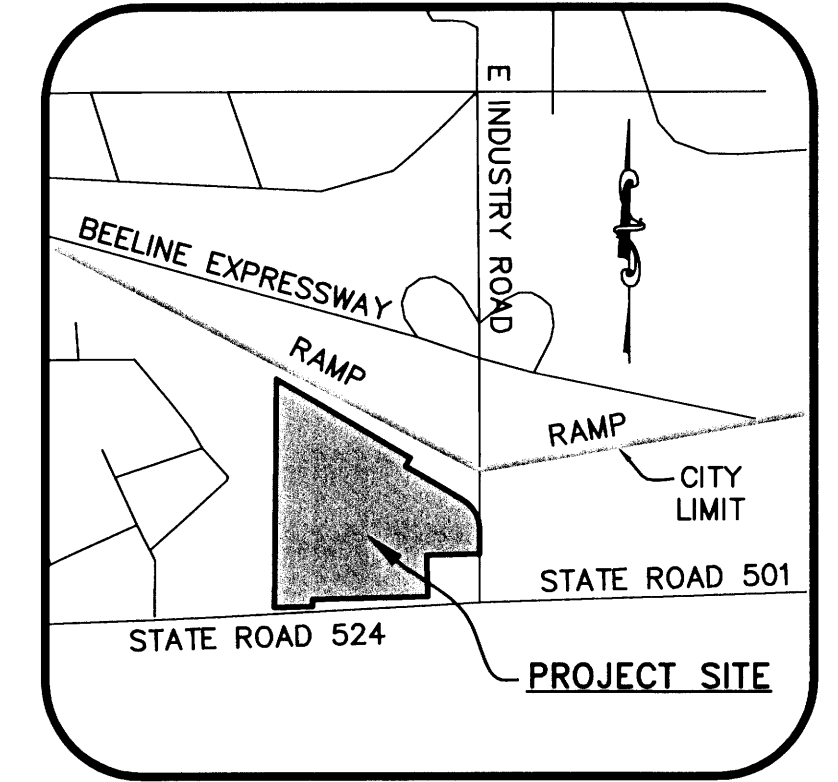 E INDUSTRY ROAD
BEELINE EXPRESSWAY
RAMP
RAMP
CITY
LIMIT
STATE ROAD 501
STATE ROAD 524
PROJECT SITE